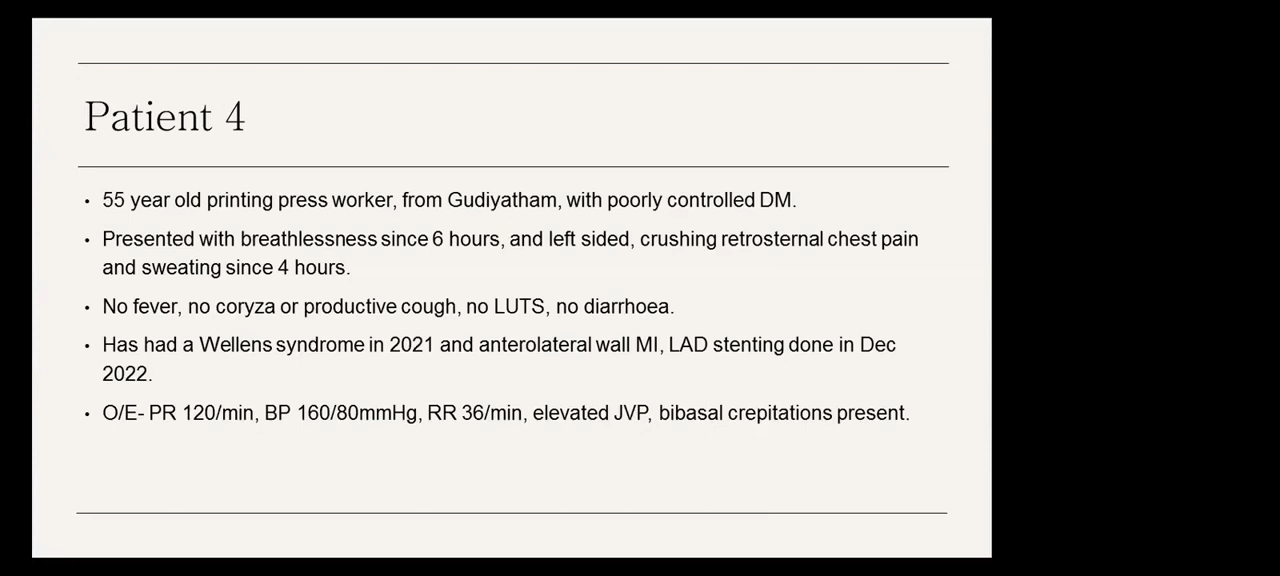 Patient 4
• 55 year old printing press worker, from Gudiyatham, with poorly controlled DM.
• Presented with breathlessness since 6 hours, and left sided, crushing retrosternal chest pain
and sweating since 4 hours.
• No fever, no coryza or productive cough, no LUTS, no diarrhoea.
• Has had a Wellens syndrome in 2021 and anterolateral wall MI, LAD stenting done in Dec
2022.
• O/E- PR 120/min, BP 160/80mmHg, RR 36/min, elevated JVP, bibasal crepitations present.